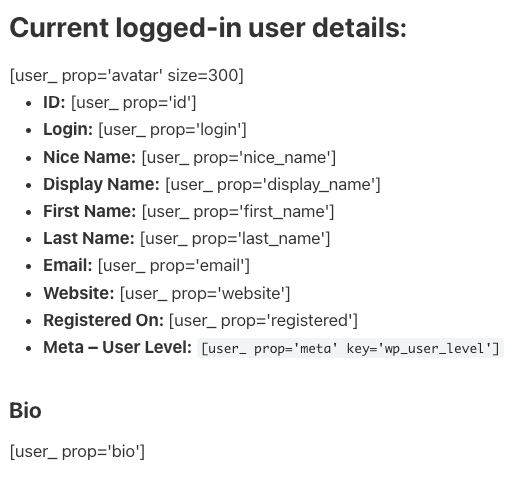 Current logged-in user details:
[user_ prop='avatar' size=300]
• ID: [user_ prop='id']
• Login: [user_ prop='login']
• Nice Name: [user_ prop='nice_name']
• Display Name: [user_ prop='display_name']
• First Name: [user_ prop='first_name']
• Last Name: [user_ prop='last_name']
• Email: [user_ prop='email']
• Website: [user_ prop='website']
• Registered On: [user_ prop='registered']
• Meta – User Level: [user_ prop='meta' key='wp_user_level']
Bio
[user_ prop='bio']